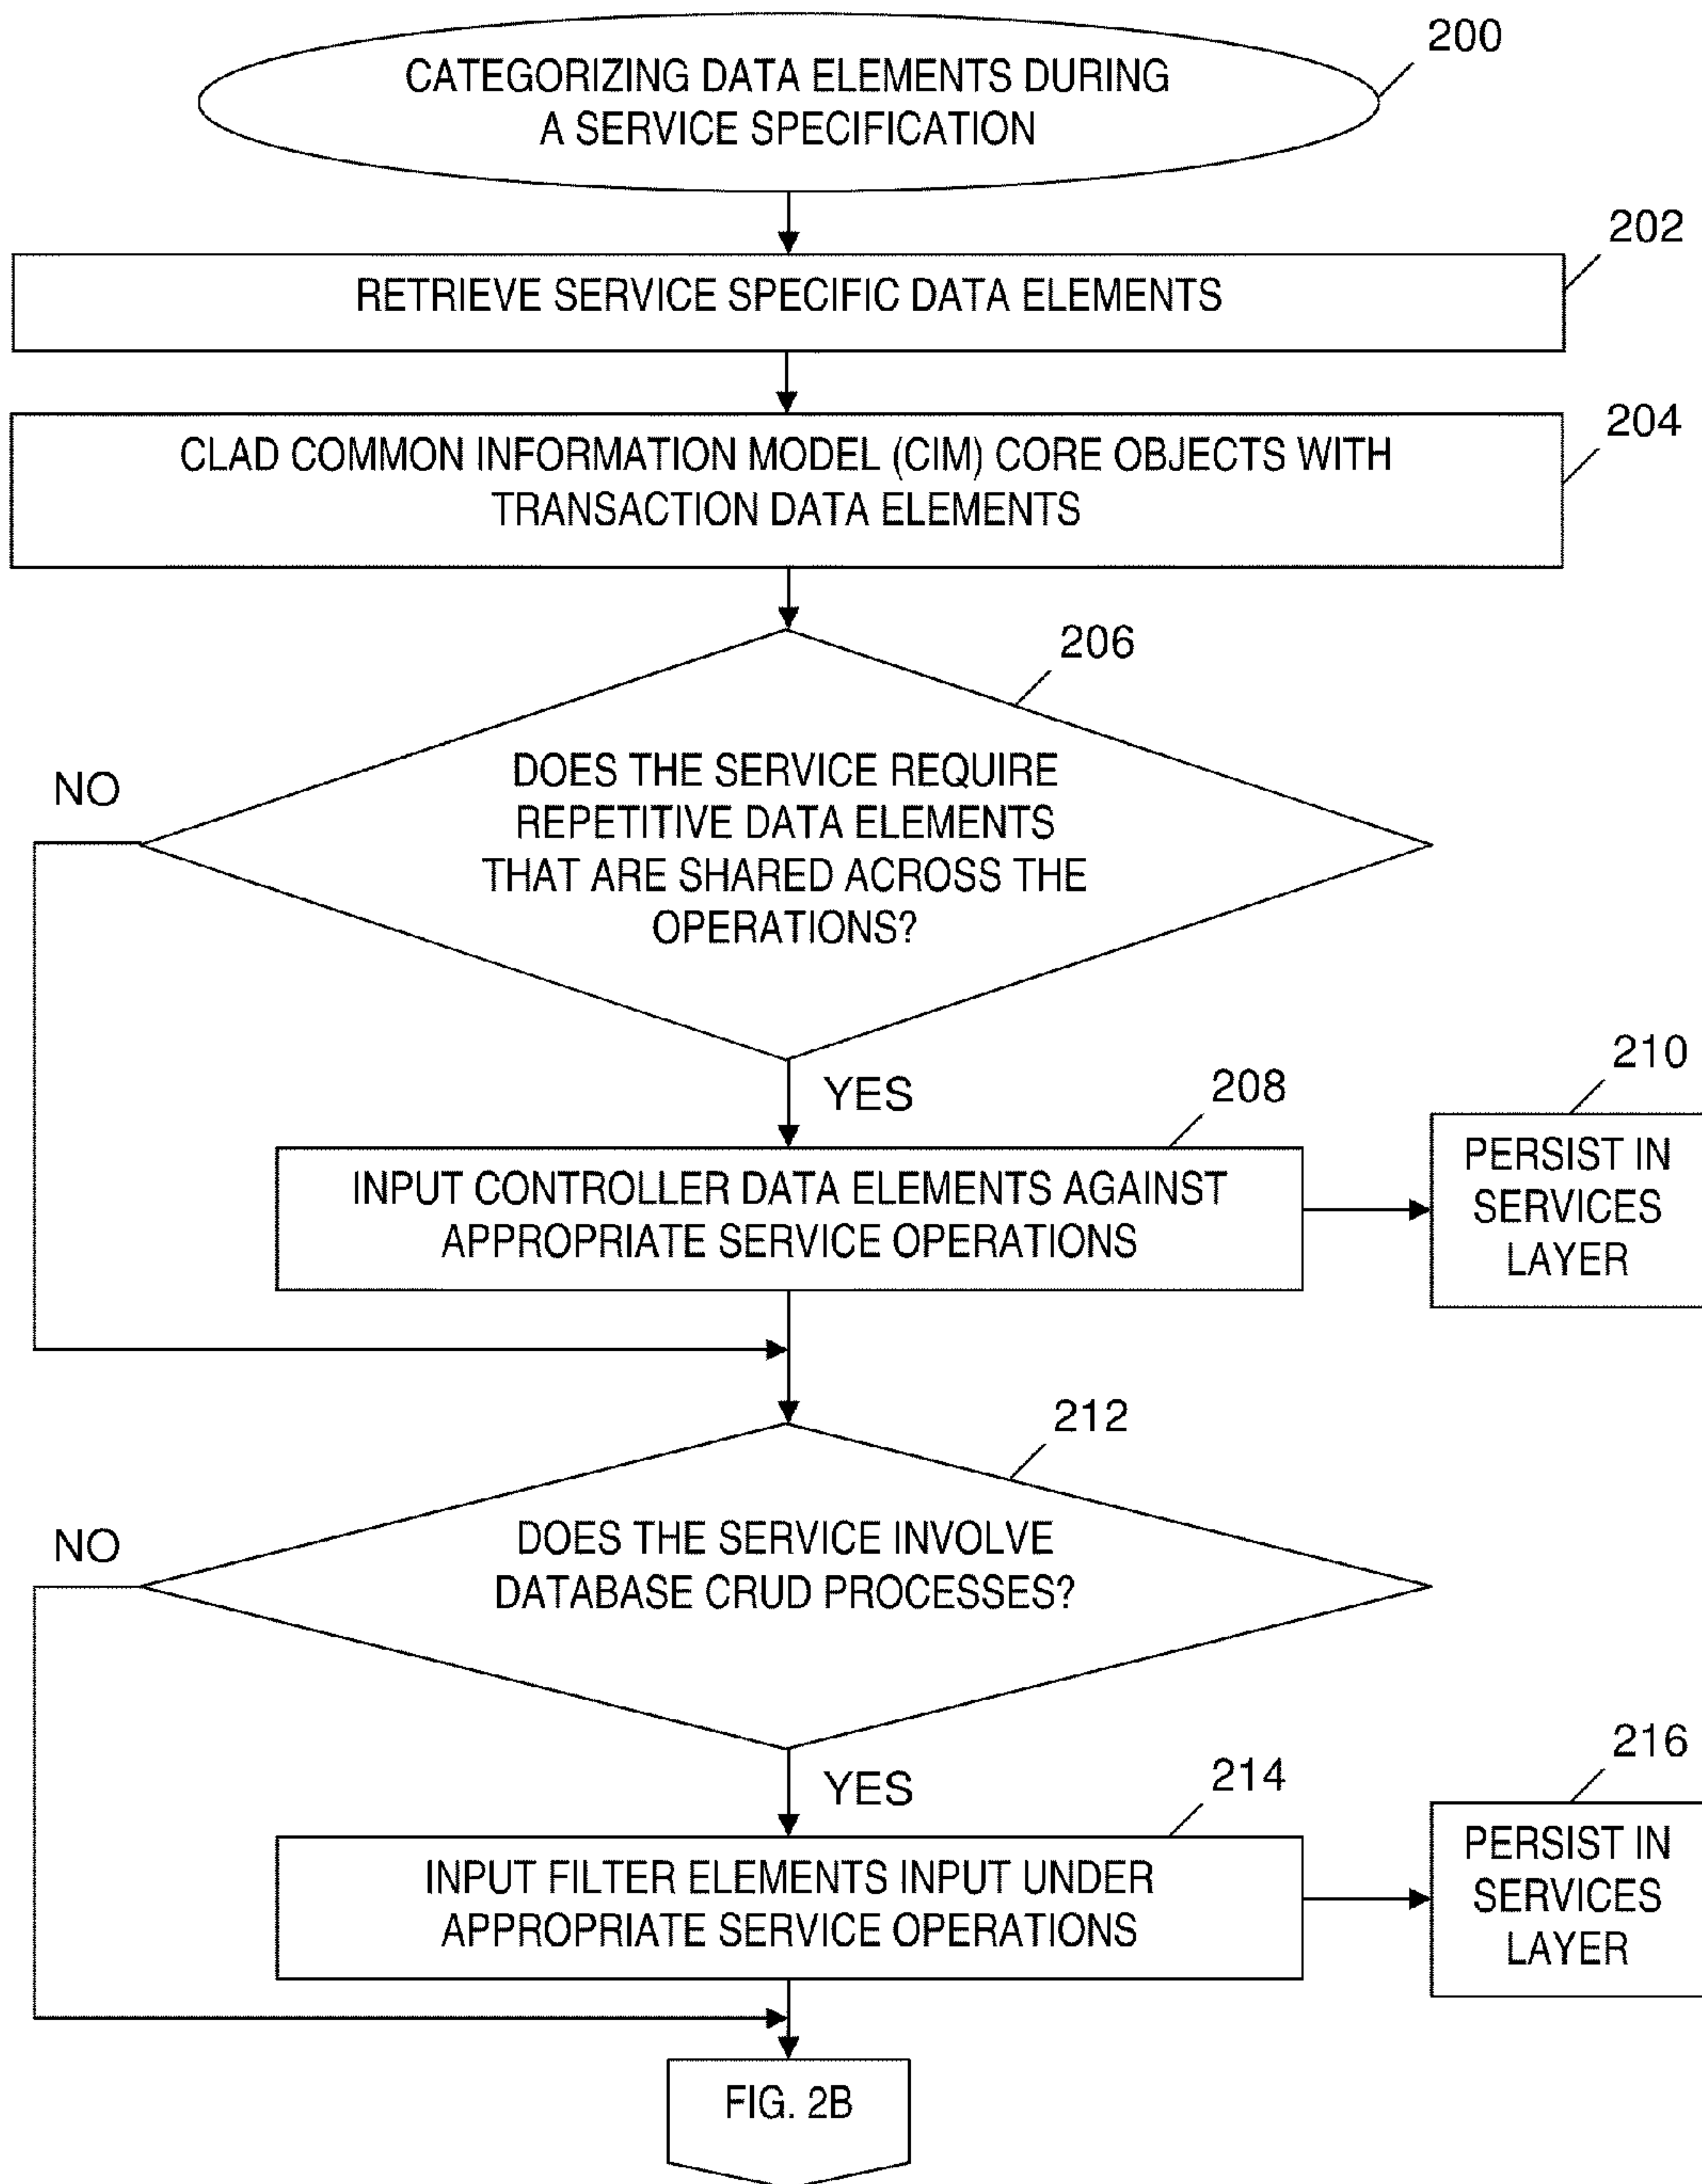 200
CATEGORIZING DATA ELEMENTS DURING
A SERVICE SPECIFICATION
202
RETRIEVE SERVICE SPECIFIC DATA ELEMENTS
204
CLAD COMMON INFORMATION MODEL (CIM) CORE OBJECTS WITH
TRANSACTION DATA ELEMENTS
206
DOES THE SERVICE REQUIRE
REPETITIVE DATA ELEMENTS
THAT ARE SHARED ACROSS THE
OPERATIONS?
NO
YES
208
INPUT CONTROLLER DATA ELEMENTS AGAINST
APPROPRIATE SERVICE OPERATIONS
210
PERSIST IN
SERVICES
LAYER
212
DOES THE SERVICE INVOLVE
DATABASE CRUD PROCESSES?
NO
YES
214
INPUT FILTER ELEMENTS INPUT UNDER
APPROPRIATE SERVICE OPERATIONS
216
PERSIST IN
SERVICES
LAYER
FIG. 2B